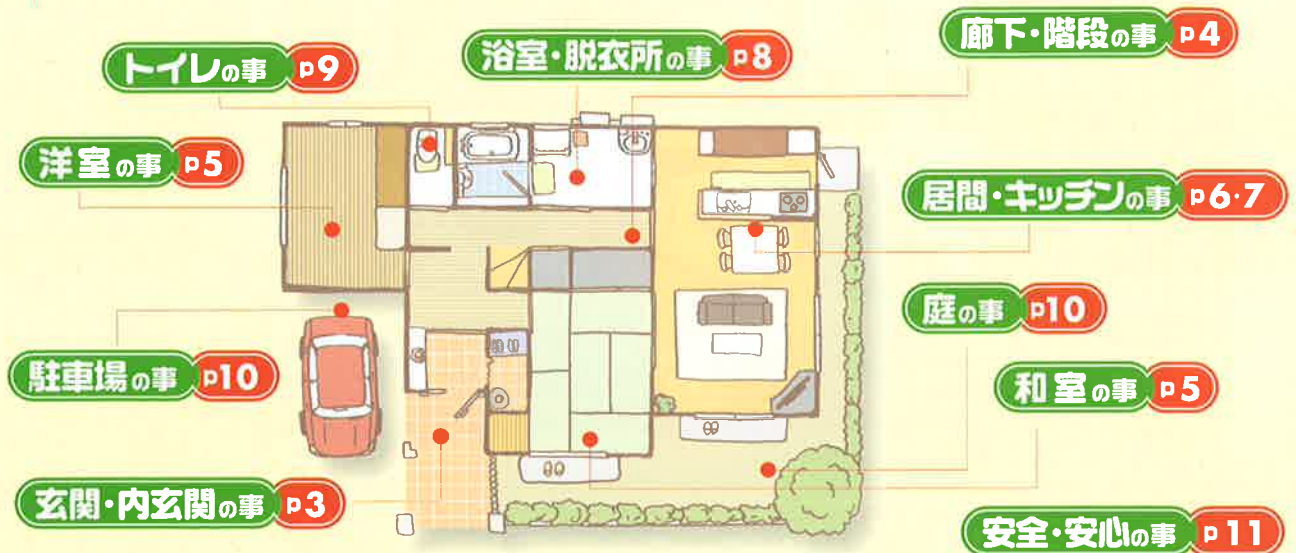 廊下・階段の事 p4
トイレの事 p9
浴室・脱衣所の事 p8
洋室の事 p5
居間・キッチンの事 p6・7
庭の事 p10
駐車場の事 p10
和室の事 p5
玄関・内玄関の事 p3
安全・安心の事 p11